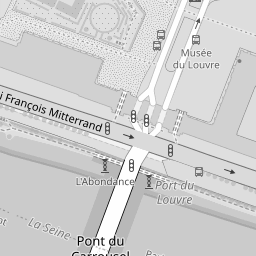 Musée
du Louvre
i François Mitterrand
L'Abondance
Port du
Louvre
La Seine
Pont du
Carrousel